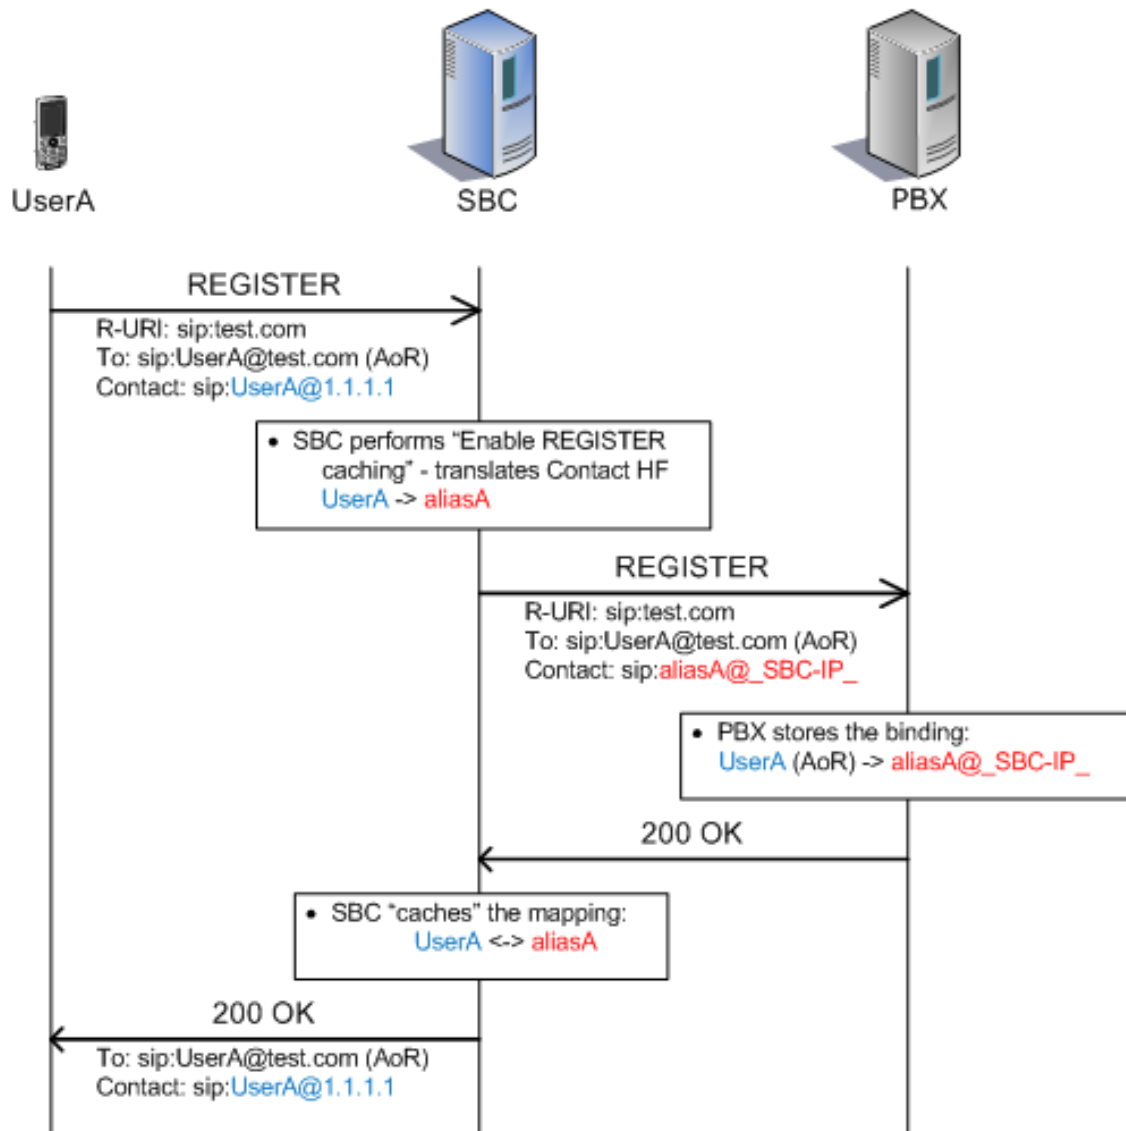 UserA
SBC
PBX
REGISTER
R-URI: sip:test.com
To: sip:UserA@test.com (AoR)
Contact: sip:UserA@1.1.1.1
• SBC performs “Enable REGISTER
caching” - translates Contact HF
UserA -> aliasA
REGISTER
R-URI: sip:test.com
To: sip:UserA@test.com (AoR)
Contact: sip:aliasA@_SBC-IP_
• PBX stores the binding:
UserA (AoR) -> aliasA@_SBC-IP_
200 OK
• SBC “caches” the mapping:
UserA <-> aliasA
200 OK
To: sip:UserA@test.com (AoR)
Contact: sip:UserA@1.1.1.1